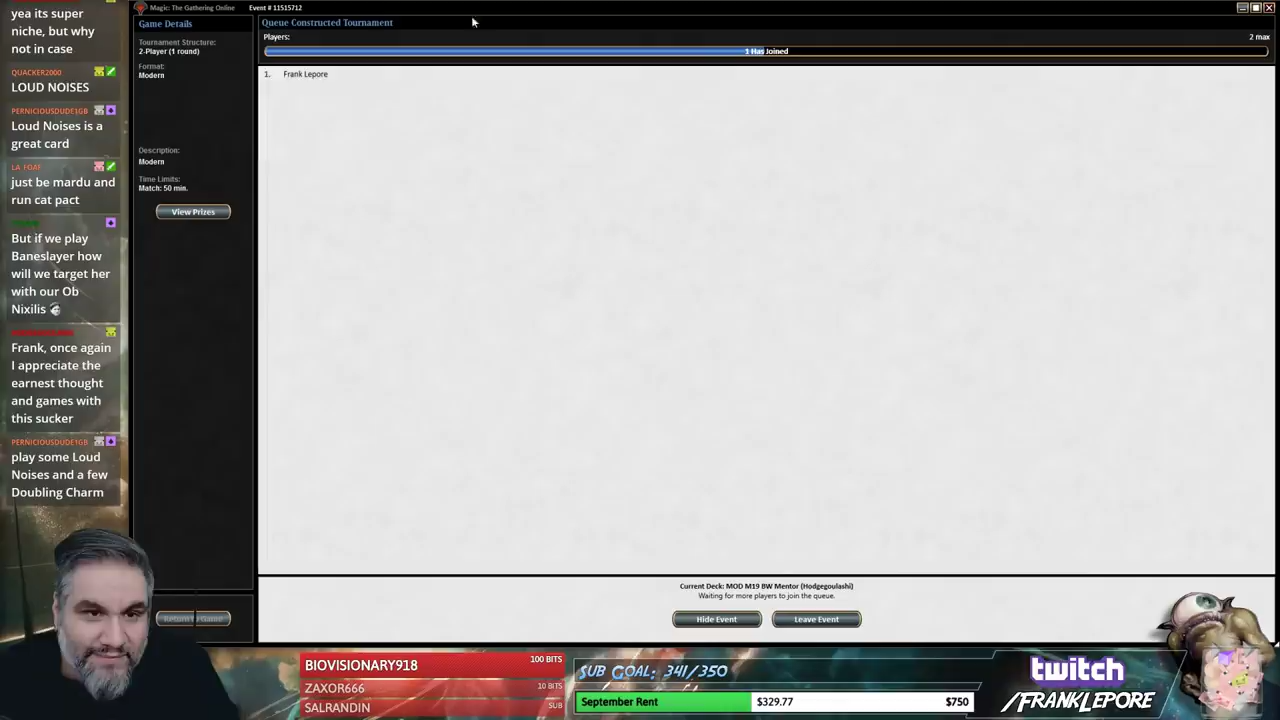 Magic: The Gathering Online
Event # 11515712
Game Details
Tournament Structure:
2-Player (1 round)
Format:
Modern
Description:
Modern
Time Limits:
Match: 50 min.
View Prizes
Return to Game
Queue Constructed Tournament
Players:
1 Has Joined
2 max
1. Frank Lepore
Current Deck: MOD M19 BW Mentor (Hodgegoulashi)
Waiting for more players to join the queue.
Hide Event
Leave Event
yea its super
niche, but why
not in case
QUACKER2000
LOUD NOISES
PERNICIOUSDUDE1GB
Loud Noises is a
great card
LA_FOAF
just be mardu and
run cat pact
But if we play
Baneslayer how
will we target her
with our Ob
Nixilis
Frank, once again
I appreciate the
earnest thought
and games with
this sucker
PERNICIOUSDUDE1GB
play some Loud
Noises and a few
Doubling Charm
BIOVISIONARY918
100 BITS
ZAXOR666
10 BITS
SALRANDIN
SUB
SUB GOAL: 341/350
September Rent
$329.77
$750
twitch
/FRANKLEPORE